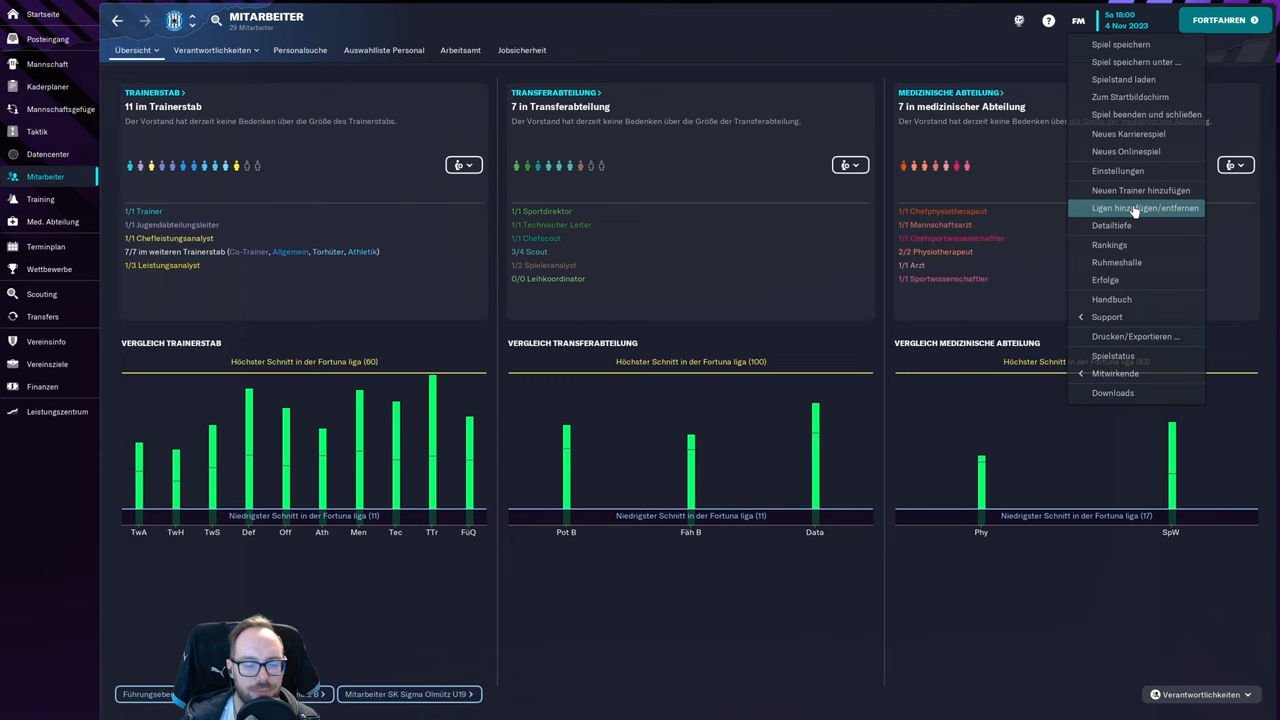 Startseite
Posteingang
Mannschaft
Kaderplaner
Mannschaftsgefüge
Taktik
Datencenter
Mitarbeiter
Training
Med. Abteilung
Terminplan
Wettbewerbe
Scouting
Transfers
Vereinsinfo
Vereinsziele
Finanzen
Leistungszentrum
MITARBEITER
29 Mitarbeiter
FM
Sa 18:00
4 Nov 2023
FORTFAHREN
Übersicht
Verantwortlichkeiten
Personalsuche
Auswahlliste Personal
Arbeitsamt
Jobsicherheit
TRAINERSTAB >
11 im Trainerstab
Der Vorstand hat derzeit keine Bedenken über die Größe des Trainerstabs.
1/1 Trainer
1/1 Jugendabteilungsleiter
1/1 Chefleistungsanalyst
7/7 im weiteren Trainerstab (Co-Trainer, Allgemein, Torhüter, Athletik)
1/3 Leistungsanalyst
TRANSFERABTEILUNG >
7 in Transferabteilung
Der Vorstand hat derzeit keine Bedenken über die Größe der Transferabteilung.
1/1 Sportdirektor
1/1 Technischer Leiter
1/1 Chefscout
3/4 Scout
1/2 Spieleranalyst
0/0 Leihkoordinator
MEDIZINISCHE ABTEILUNG >
7 in medizinischer Abteilung
Der Vorstand hat derzeit keine Bedenken über die
1/1 Chefphysiotherapeut
1/1 Mannschaftsarzt
1/1 Chefsportwissenschaftler
2/2 Physiotherapeut
1/1 Arzt
1/1 Sportwissenschaftler
Spiel speichern
Spiel speichern unter ...
Spielstand laden
Zum Startbildschirm
Spiel beenden und schließen
Neues Karrierespiel
Neues Onlinespiel
Einstellungen
Neuen Trainer hinzufügen
Ligen hinzufügen/entfernen
Detailtiefe
Rankings
Ruhmeshalle
Erfolge
Handbuch
Support
Drucken/Exportieren ...
Spielstatus
Mitwirkende
Downloads
VERGLEICH TRAINERSTAB
Höchster Schnitt in der Fortuna liga (60)
Niedrigster Schnitt in der Fortuna liga (11)
TwA TwH TwS Def Off Ath Men Tec TTr FüQ
VERGLEICH TRANSFERABTEILUNG
Höchster Schnitt in der Fortuna liga (100)
Niedrigster Schnitt in der Fortuna liga (11)
Pot B Fäh B Data
VERGLEICH MEDIZINISCHE ABTEILUNG
Höchster Schnitt in der Fortuna liga
Niedrigster Schnitt in der Fortuna liga (17)
Phy SpW
Mitarbeiter SK Sigma Olmütz U19 >
Verantwortlichkeiten